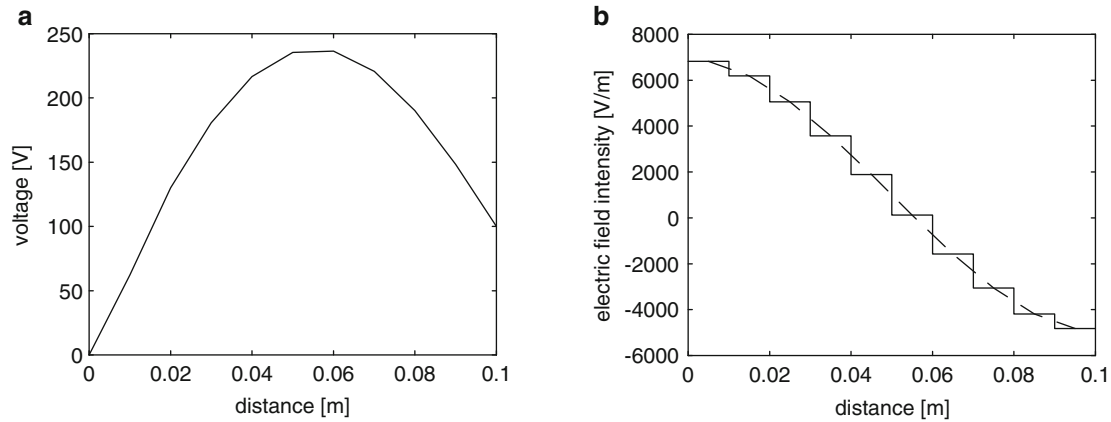 a
250
200
150
100
50
0
voltage [V]
0 0.02 0.04 0.06 0.08 0.1
distance [m]
b
8000
6000
4000
2000
0
-2000
-4000
-6000
electric field intensity [V/m]
0 0.02 0.04 0.06 0.08 0.1
distance [m]